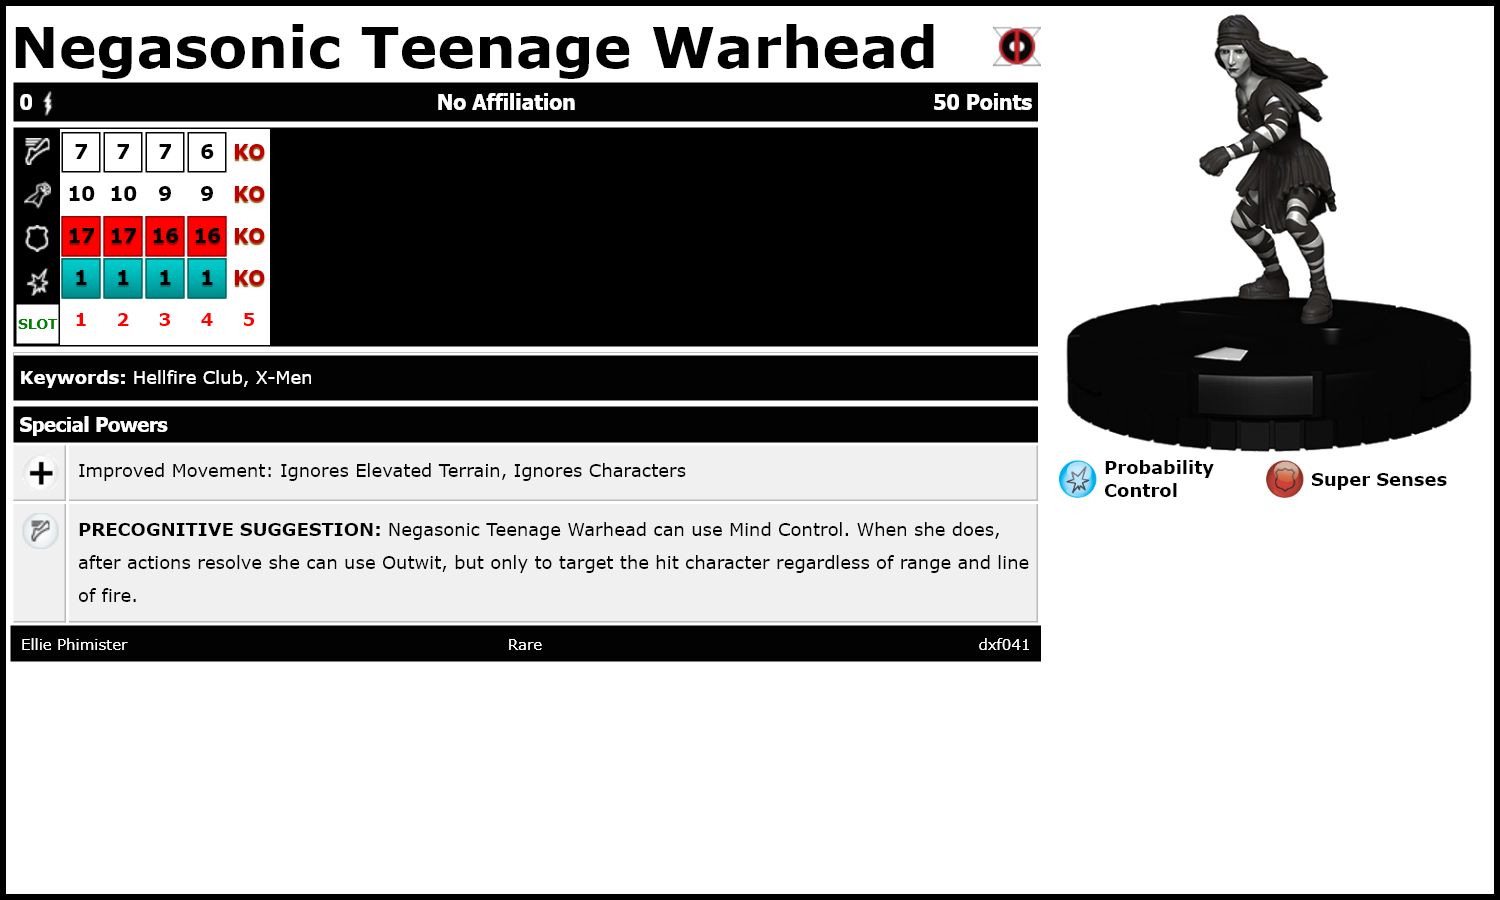 Negasonic Teenage Warhead
0 No Affiliation 50 Points
7 7 7 6 KO
10 10 9 9 KO
17 17 16 16 KO
1 1 1 1 KO
SLOT 1 2 3 4 5
Keywords: Hellfire Club, X-Men
Special Powers
Improved Movement: Ignores Elevated Terrain, Ignores Characters
PRECOGNITIVE SUGGESTION: Negasonic Teenage Warhead can use Mind Control. When she does,
after actions resolve she can use Outwit, but only to target the hit character regardless of range and line
of fire.
Ellie Phimister Rare dxf041
Probability
Control
Super Senses